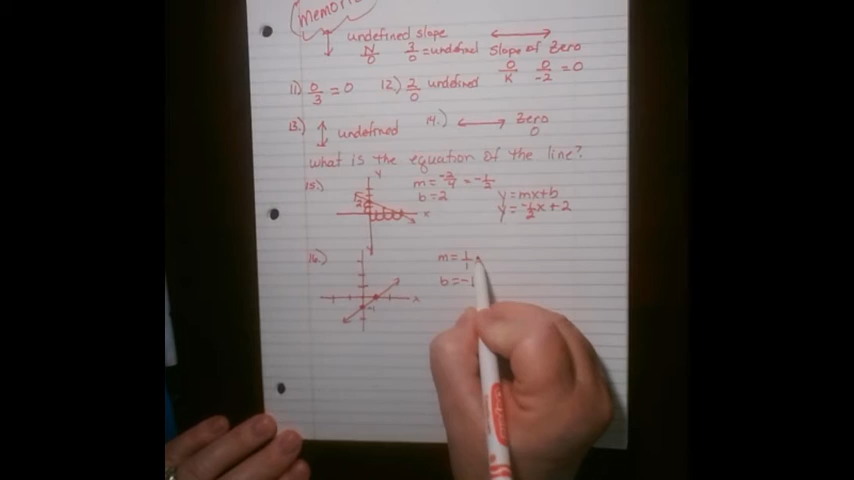 undefined slope
N/0 3/0 = undefined slope of zero
0/K 0/-2 = 0
11) 0/3 = 0 12.) 2/0 undefined
13.) undefined 14.) zero
0
what is the equation of the line?
15.) y m = -2/4 = -1/2
b = 2 y = mx+b
2 x y = -1/2x + 2
16.) m = 1/1
b = -1
x
-1